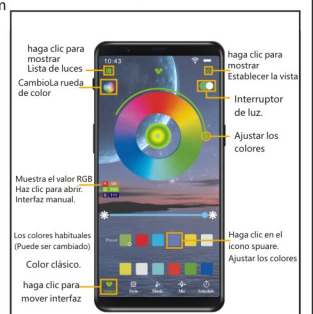 m
haga clic para
mostrar
Lista de luces
CambioLa rueda
de color
Muestra el valor RGB
Haz clic para abrir.
Interfaz manual.
Los colores habituales
(Puede ser cambiado)
Color clásico.
haga clic para
mover interfaz
10:43
Style
Music
Mic
Schedule
haga clic para
mostrar
Establecer la vista
Interruptor
de luz.
Ajustar los
colores
Haga clic en el
icono spuare.
Ajustar los colores